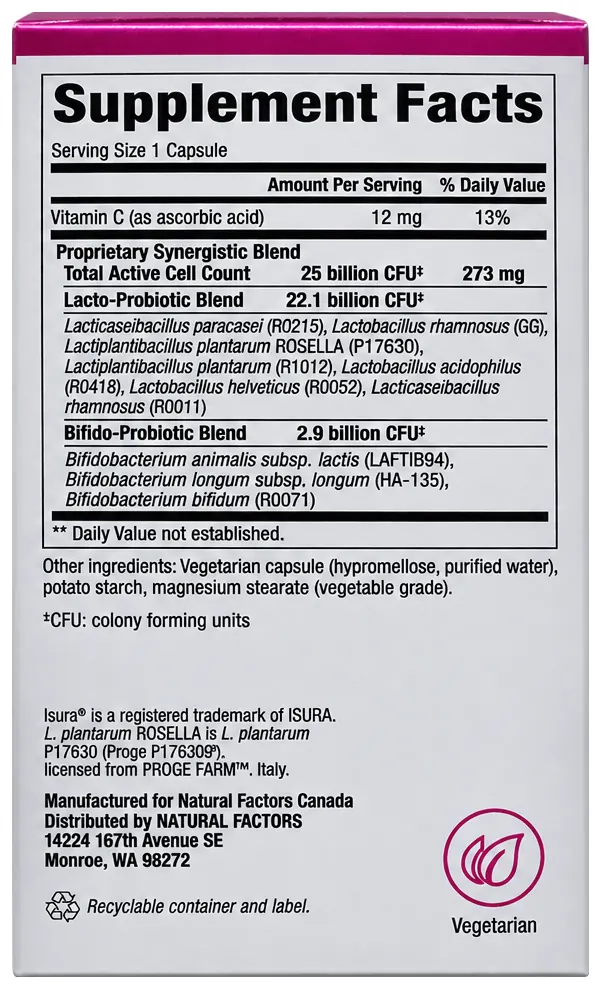 Supplement Facts
Serving Size 1 Capsule
Amount Per Serving % Daily Value
Vitamin C (as ascorbic acid) 12 mg 13%
Proprietary Synergistic Blend
Total Active Cell Count 25 billion CFU‡ 273 mg
Lacto-Probiotic Blend 22.1 billion CFU‡
Lacticaseibacillus paracasei (R0215), Lactobacillus rhamnosus (GG),
Lactiplantibacillus plantarum ROSELLA (P17630),
Lactiplantibacillus plantarum (R1012), Lactobacillus acidophilus
(R0418), Lactobacillus helveticus (R0052), Lacticaseibacillus
rhamnosus (R0011)
Bifido-Probiotic Blend 2.9 billion CFU‡
Bifidobacterium animalis subsp. lactis (LAFTIB94),
Bifidobacterium longum subsp. longum (HA-135),
Bifidobacterium bifidum (R0071)
** Daily Value not established.
Other ingredients: Vegetarian capsule (hypromellose, purified water),
potato starch, magnesium stearate (vegetable grade).
‡CFU: colony forming units
Isura® is a registered trademark of ISURA.
L. plantarum ROSELLA is L. plantarum
P17630 (Proge P176309®).
licensed from PROGE FARM™. Italy.
Manufactured for Natural Factors Canada
Distributed by NATURAL FACTORS
14224 167th Avenue SE
Monroe, WA 98272
Recyclable container and label.
Vegetarian